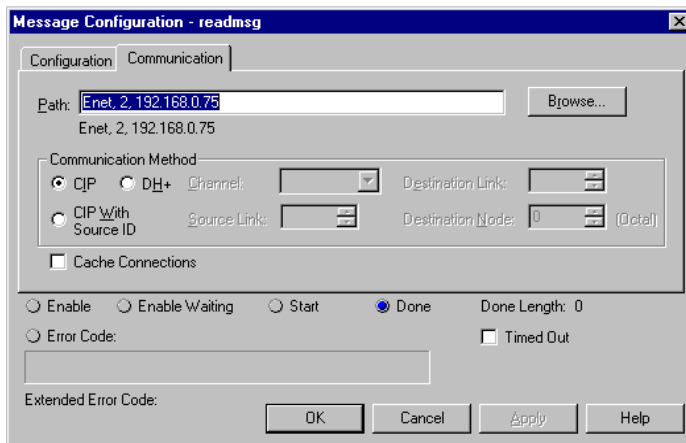 Message Configuration - readmsg
Configuration Communication
Path: Enet, 2, 192.168.0.75 Browse...
Enet, 2, 192.168.0.75
Communication Method
CIP DH+ Channel: Destination Link:
CIP With Source ID Source Link: Destination Node: 0 (Octal)
Cache Connections
Enable Enable Waiting Start Done Done Length: 0
Error Code: Timed Out
Extended Error Code:
OK Cancel Apply Help